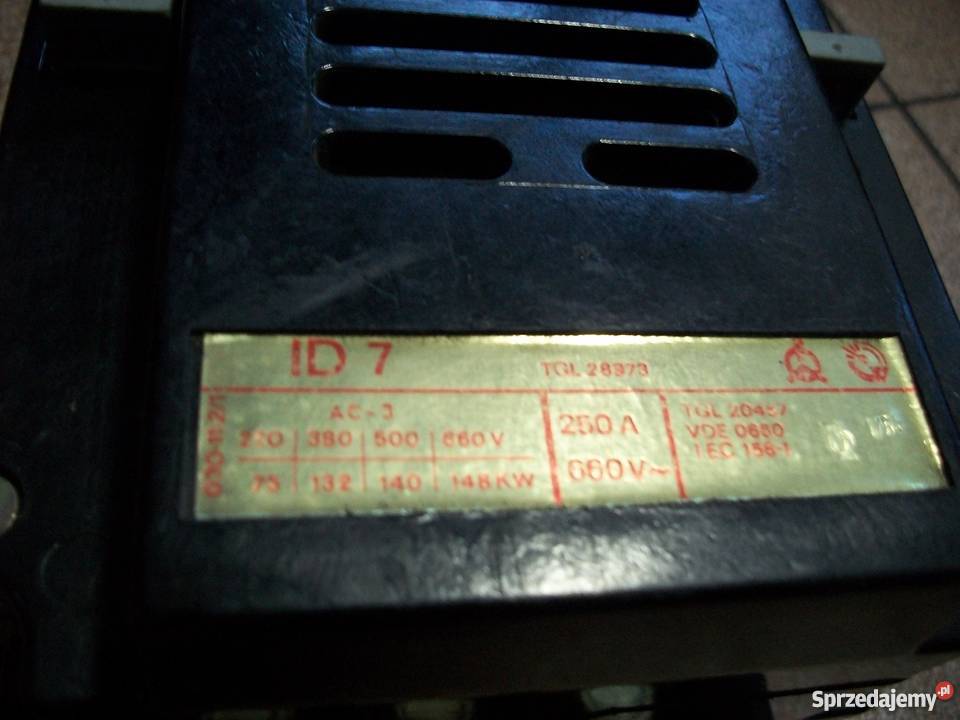 ID 7
TGL 28373
AC-3
220 380 500 660V
75 132 140 148KW
250 A
660V~
TGL 20457
VDE 0660
IEC 158-1
Sprzedajemy.pl